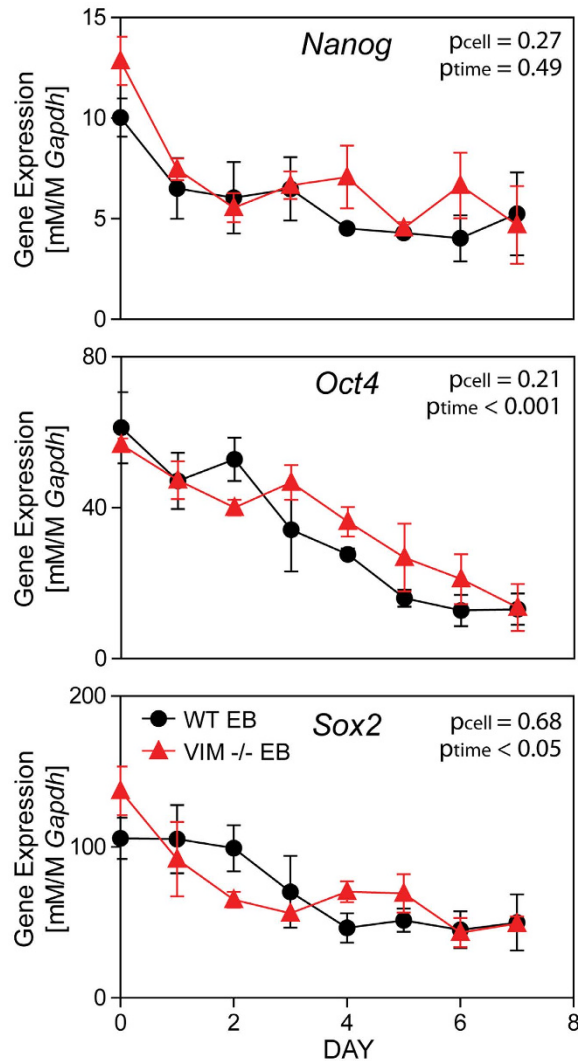 15
Nanog
pcell = 0.27
ptime = 0.49
10
5
0
Gene Expression
[mM/M Gapdh]
80
Oct4
pcell = 0.21
ptime < 0.001
40
0
Gene Expression
[mM/M Gapdh]
200
WT EB
VIM -/- EB
Sox2
pcell = 0.68
ptime < 0.05
100
0
Gene Expression
[mM/M Gapdh]
0 2 4 6 8
DAY